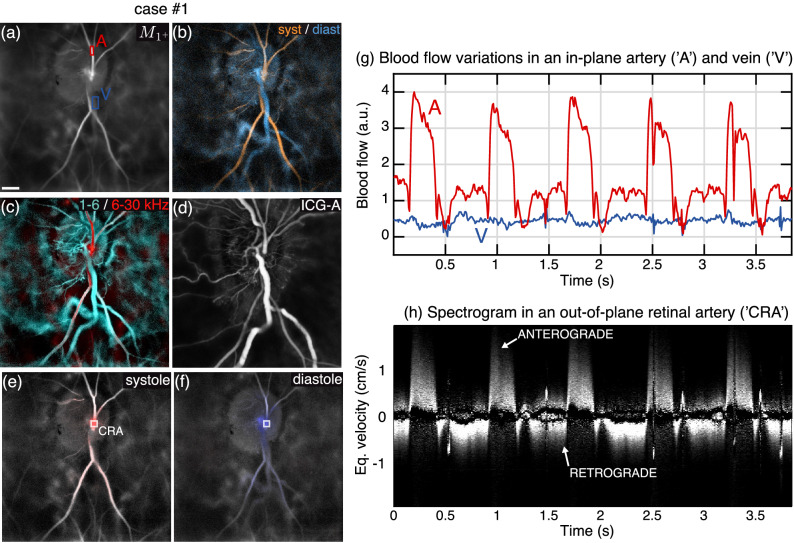 case #1
(a)
M1+
A
V
(b)
syst / diast
(c)
1-6 / 6-30 kHz
(d)
ICG-A
(e)
systole
CRA
(f)
diastole
(g) Blood flow variations in an in-plane artery ('A') and vein ('V')
Blood flow (a.u.)
4
3
2
1
0
A
V
0.5 1 1.5 2 2.5 3 3.5
Time (s)
(h) Spectrogram in an out-of-plane retinal artery ('CRA')
Eq. velocity (cm/s)
1
0
-1
ANTEROGRADE
RETROGRADE
0 0.5 1 1.5 2 2.5 3 3.5
Time (s)